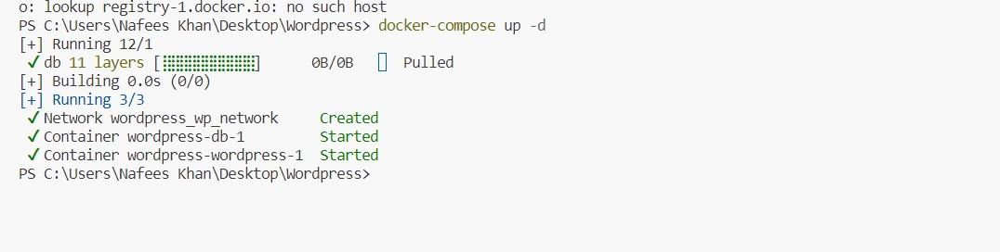 o: lookup registry-1.docker.io: no such host
PS C:\Users\Nafees Khan\Desktop\Wordpress> docker-compose up -d
[+] Running 12/1
✓ db 11 layers [⣿⣿⣿⣿⣿⣿⣿⣿⣿⣿⣿] 0B/0B Pulled
[+] Building 0.0s (0/0)
[+] Running 3/3
✓ Network wordpress_wp_network Created
✓ Container wordpress-db-1 Started
✓ Container wordpress-wordpress-1 Started
PS C:\Users\Nafees Khan\Desktop\Wordpress>